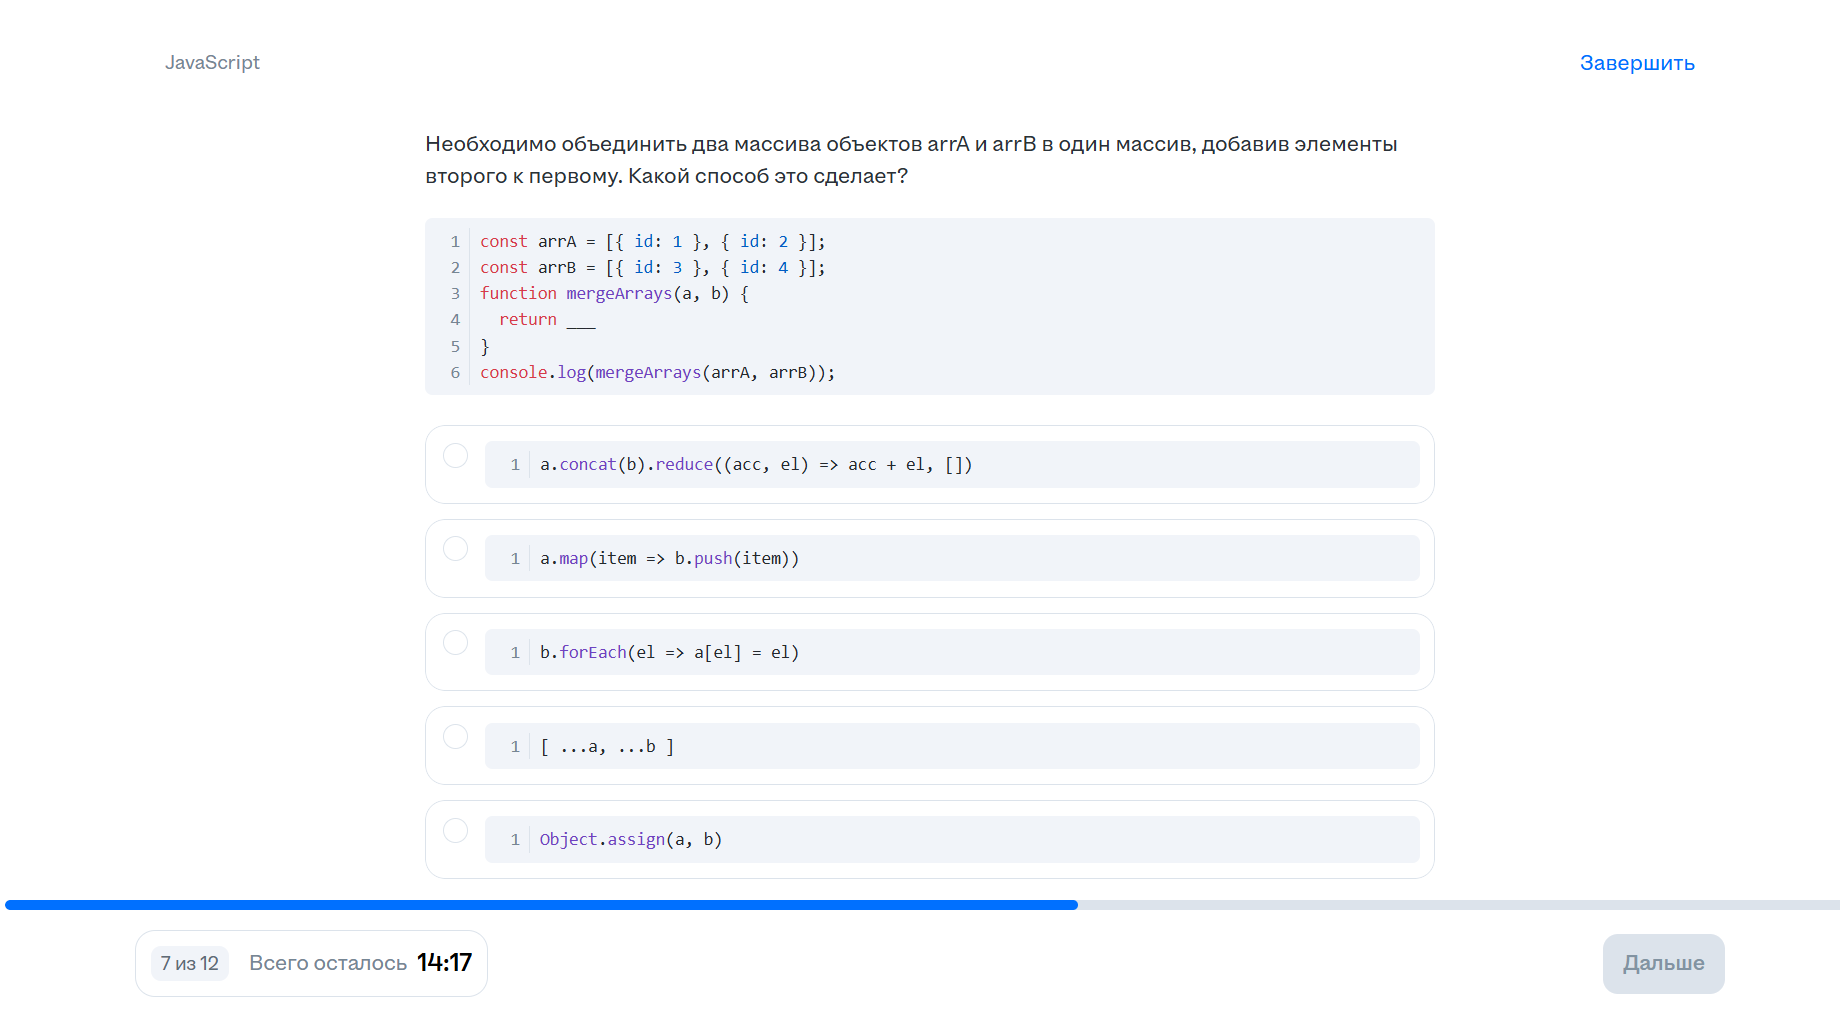 JavaScript
Завершить
Необходимо объединить два массива объектов arrA и arrB в один массив, добавив элементы
второго к первому. Какой способ это сделает?
1 const arrA = [{ id: 1 }, { id: 2 }];
2 const arrB = [{ id: 3 }, { id: 4 }];
3 function mergeArrays(a, b) {
4   return ___
5 }
6 console.log(mergeArrays(arrA, arrB));
1 a.concat(b).reduce((acc, el) => acc + el, [])
1 a.map(item => b.push(item))
1 b.forEach(el => a[el] = el)
1 [ ...a, ...b ]
1 Object.assign(a, b)
7 из 12 Всего осталось 14:17
Дальше